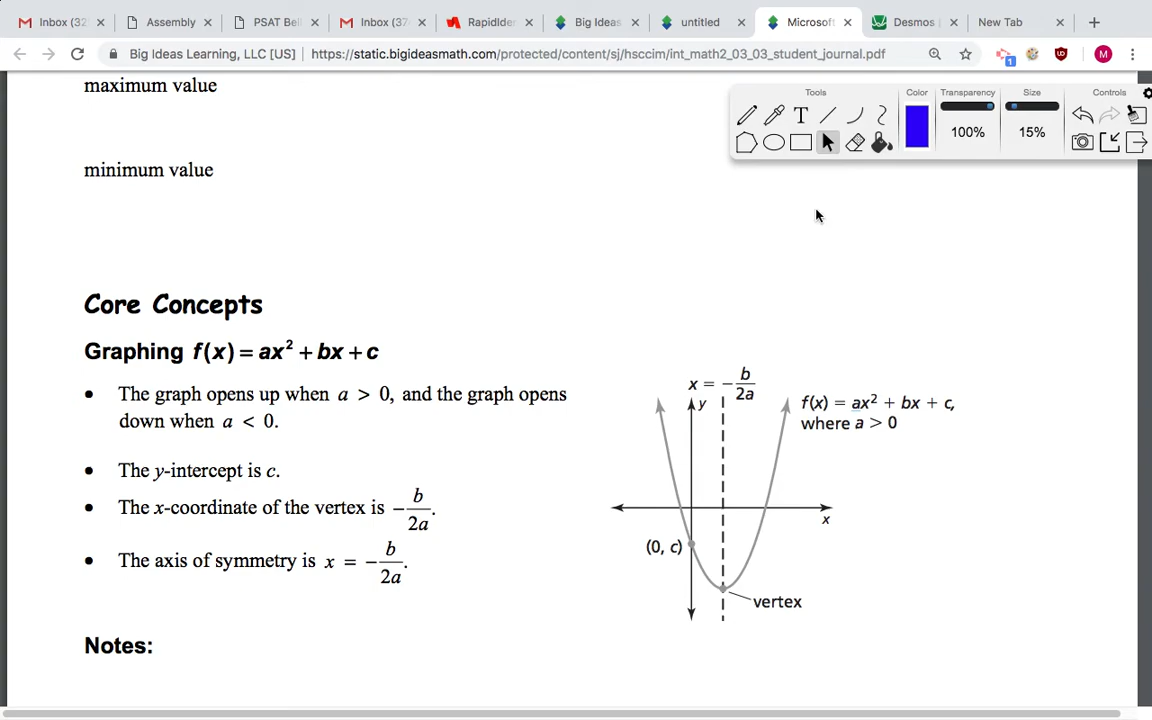 Inbox (32
Assembly
PSAT Bei
Inbox (37
RapidIder
Big Ideas
untitled
Microsof
Desmos
New Tab
Big Ideas Learning, LLC [US]
https://static.bigideasmath.com/protected/content/sj/hsccim/int_math2_03_03_student_journal.pdf
1
M
Tools
Color
Transparency
Size
Controls
T
100%
15%
maximum value
minimum value
Core Concepts
Graphing f(x) = ax² + bx + c
• The graph opens up when a > 0, and the graph opens
down when a < 0.
• The y-intercept is c.
• The x-coordinate of the vertex is −b/2a.
• The axis of symmetry is x = −b/2a.
x = −b/2a
y
f(x) = ax² + bx + c,
where a > 0
x
(0, c)
vertex
Notes: